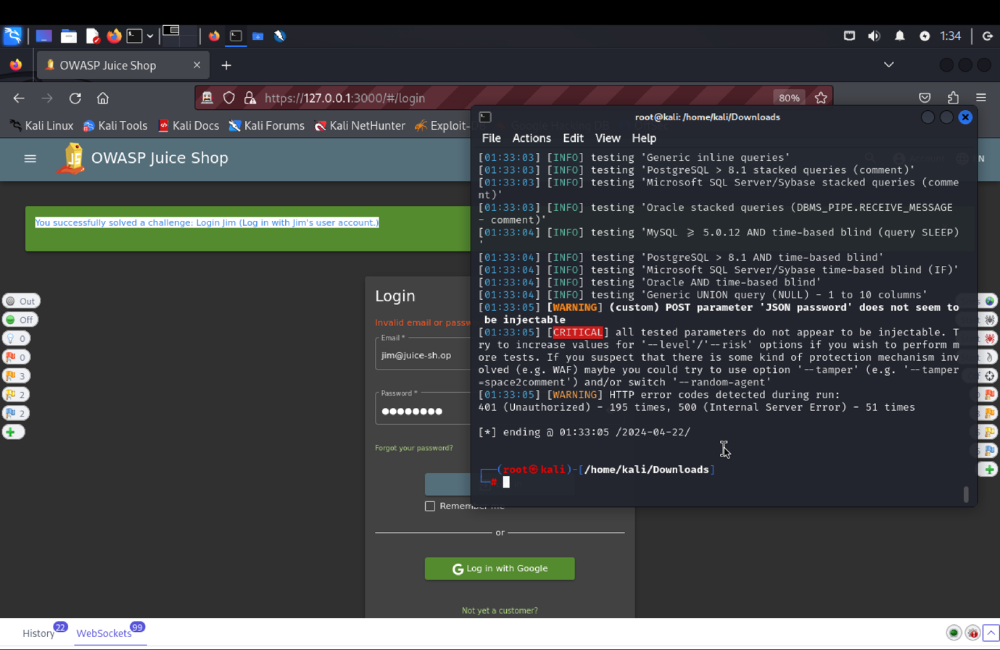 1:34
OWASP Juice Shop
https://127.0.0.1:3000/#/login
80%
Kali Linux
Kali Tools
Kali Docs
Kali Forums
Kali NetHunter
Exploit-D
root@kali: /home/kali/Downloads
File Actions Edit View Help
OWASP Juice Shop
N
You successfully solved a challenge: Login Jim (Log in with Jim's user account.)
Login
Invalid email or passw
Email *
jim@juice-sh.op
Password *
●●●●●●●●
Forgot your password?
Remember me
or
G Log in with Google
Not yet a customer?
Out
Off
0
0
3
2
2
[01:33:03] [INFO] testing 'Generic inline queries'
[01:33:03] [INFO] testing 'PostgreSQL > 8.1 stacked queries (comment)'
[01:33:03] [INFO] testing 'Microsoft SQL Server/Sybase stacked queries (comme
nt)'
[01:33:03] [INFO] testing 'Oracle stacked queries (DBMS_PIPE.RECEIVE_MESSAGE
- comment)'
[01:33:04] [INFO] testing 'MySQL ≥ 5.0.12 AND time-based blind (query SLEEP)
'
[01:33:04] [INFO] testing 'PostgreSQL > 8.1 AND time-based blind'
[01:33:04] [INFO] testing 'Microsoft SQL Server/Sybase time-based blind (IF)'
[01:33:04] [INFO] testing 'Oracle AND time-based blind'
[01:33:04] [INFO] testing 'Generic UNION query (NULL) - 1 to 10 columns'
[01:33:05] [WARNING] (custom) POST parameter 'JSON password' does not seem to
be injectable
[01:33:05] [CRITICAL] all tested parameters do not appear to be injectable. T
ry to increase values for '--level'/'--risk' options if you wish to perform m
ore tests. If you suspect that there is some kind of protection mechanism inv
olved (e.g. WAF) maybe you could try to use option '--tamper' (e.g. '--tamper
=space2comment') and/or switch '--random-agent'
[01:33:05] [WARNING] HTTP error codes detected during run:
401 (Unauthorized) - 195 times, 500 (Internal Server Error) - 51 times
[*] ending @ 01:33:05 /2024-04-22/
(root㉿kali)-[/home/kali/Downloads]
#
History 22
WebSockets 99